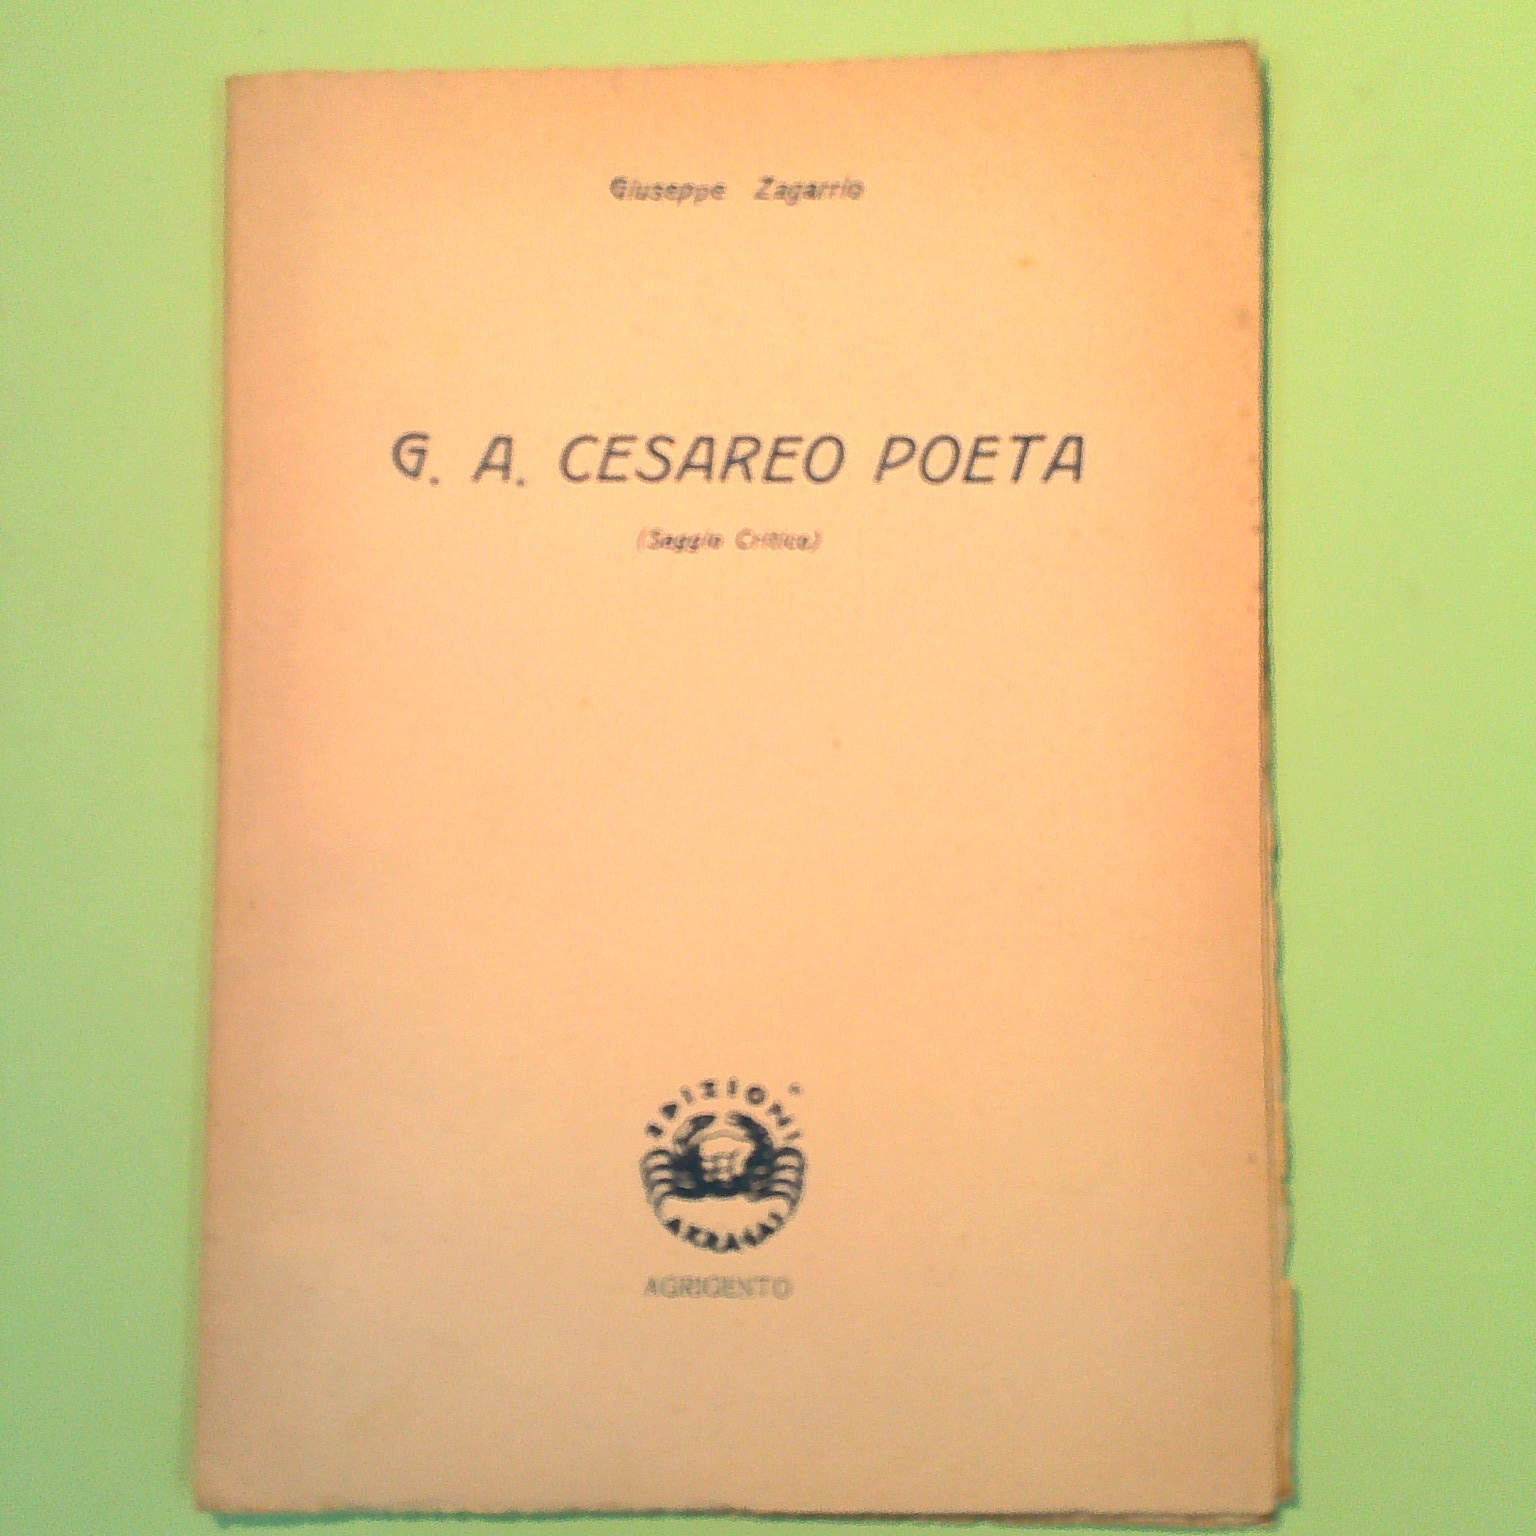 Giuseppe Zagarrio
G. A. CESAREO POETA
(Saggio Critico)
EDIZIONI
AKRAGAS
AGRIGENTO